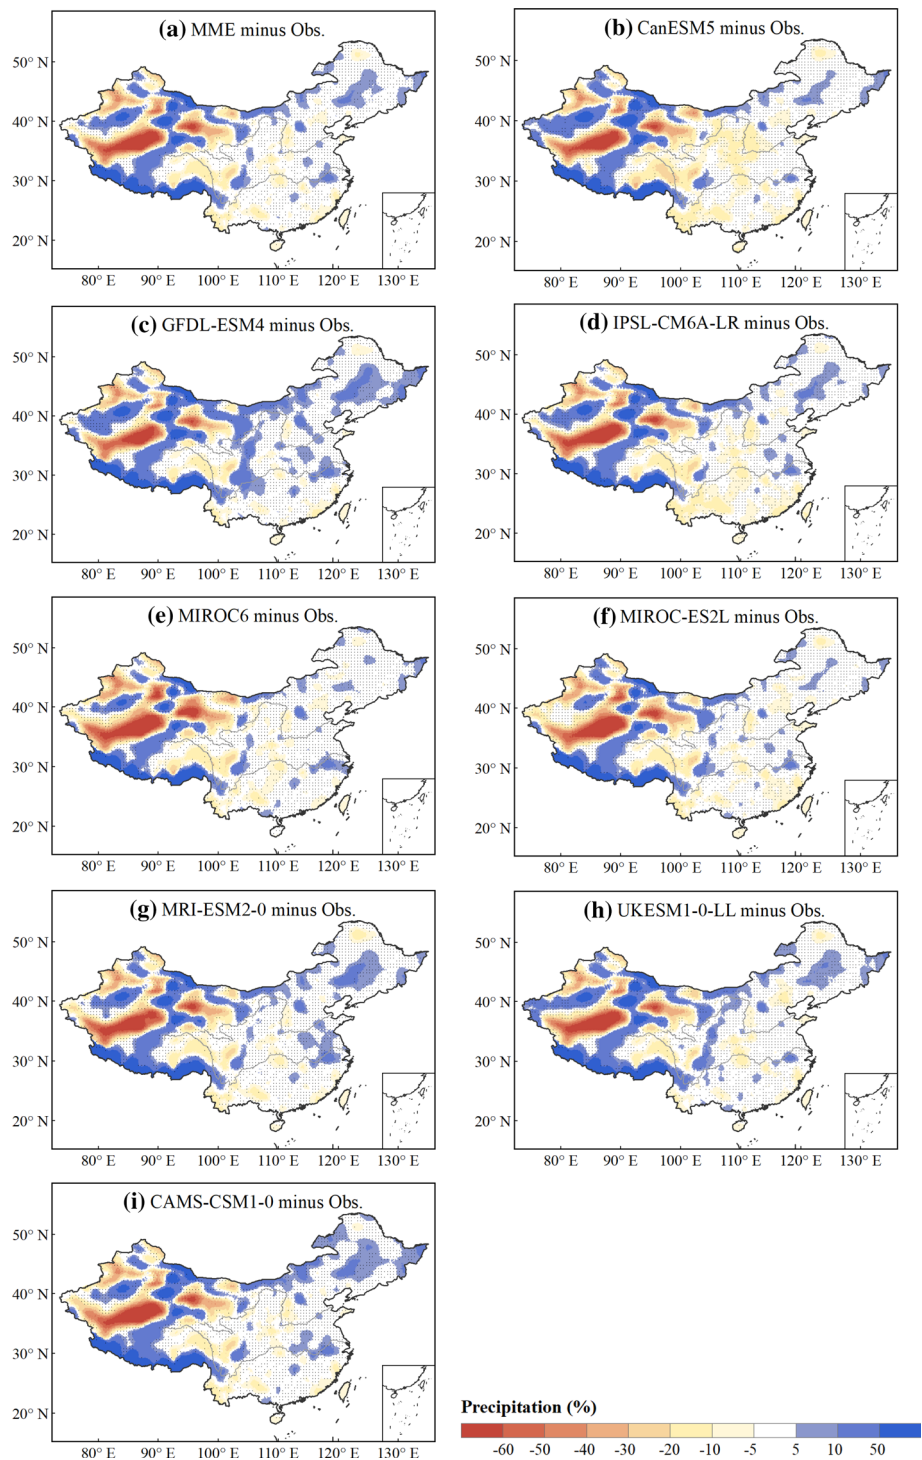 (a) MME minus Obs.
(b) CanESM5 minus Obs.
50° N
40° N
30° N
20° N
50° N
40° N
30° N
20° N
80° E 90° E 100° E 110° E 120° E 130° E
80° E 90° E 100° E 110° E 120° E 130° E
(c) GFDL-ESM4 minus Obs.
(d) IPSL-CM6A-LR minus Obs.
50° N
40° N
30° N
20° N
50° N
40° N
30° N
20° N
80° E 90° E 100° E 110° E 120° E 130° E
80° E 90° E 100° E 110° E 120° E 130° E
(e) MIROC6 minus Obs.
(f) MIROC-ES2L minus Obs.
50° N
40° N
30° N
20° N
50° N
40° N
30° N
20° N
80° E 90° E 100° E 110° E 120° E 130° E
80° E 90° E 100° E 110° E 120° E 130° E
(g) MRI-ESM2-0 minus Obs.
(h) UKESM1-0-LL minus Obs.
50° N
40° N
30° N
20° N
50° N
40° N
30° N
20° N
80° E 90° E 100° E 110° E 120° E 130° E
80° E 90° E 100° E 110° E 120° E 130° E
(i) CAMS-CSM1-0 minus Obs.
50° N
40° N
30° N
20° N
80° E 90° E 100° E 110° E 120° E 130° E
Precipitation (%)
-60 -50 -40 -30 -20 -10 -5 5 10 50